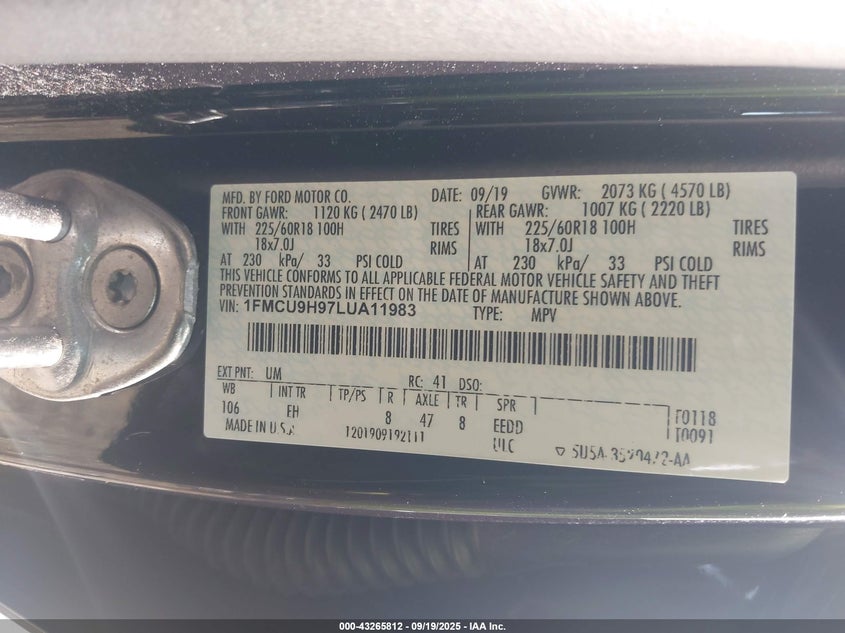 MFD. BY FORD MOTOR CO. DATE: 09/19 GVWR: 2073 KG ( 4570 LB)
FRONT GAWR: 1120 KG ( 2470 LB) REAR GAWR: 1007 KG ( 2220 LB)
WITH 225/60R18 100H TIRES WITH 225/60R18 100H TIRES
18x7.0J RIMS 18x7.0J RIMS
AT 230 kPa/ 33 PSI COLD AT 230 kPa/ 33 PSI COLD
THIS VEHICLE CONFORMS TO ALL APPLICABLE FEDERAL MOTOR VEHICLE SAFETY AND THEFT
PREVENTION STANDARDS IN EFFECT ON THE DATE OF MANUFACTURE SHOWN ABOVE.
VIN: 1FMCU9H97LUA11983 TYPE: MPV
EXT PNT: UM RC: 41 DSO:
WB INT TR TP/PS R AXLE TR SPR
106 EH 8 47 8 EEDD T0118
MADE IN U.S.A. T0091
000-43265812 - 09/19/2025 - IAA Inc.